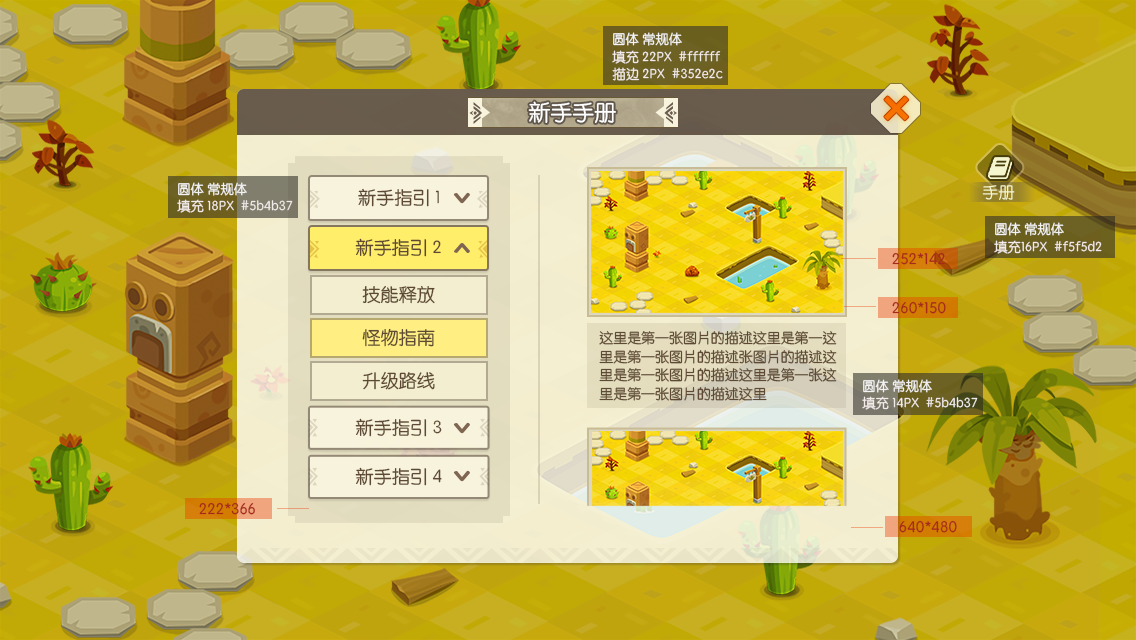 圆体 常规体
填充 22PX #ffffff
描边 2PX #352e2c
新手手册
手册
圆体 常规体
填充 18PX #5b4b37
圆体 常规体
填充16PX #f5f5d2
新手指引 1
新手指引 2
技能释放
怪物指南
升级路线
新手指引 3
新手指引 4
252*142
260*150
这里是第一张图片的描述这里是第一这
里是第一张图片的描述张图片的描述这
里是第一张图片的描述这里是第一张这
里是第一张图片的描述这里
圆体 常规体
填充 14PX #5b4b37
222*366
640*480